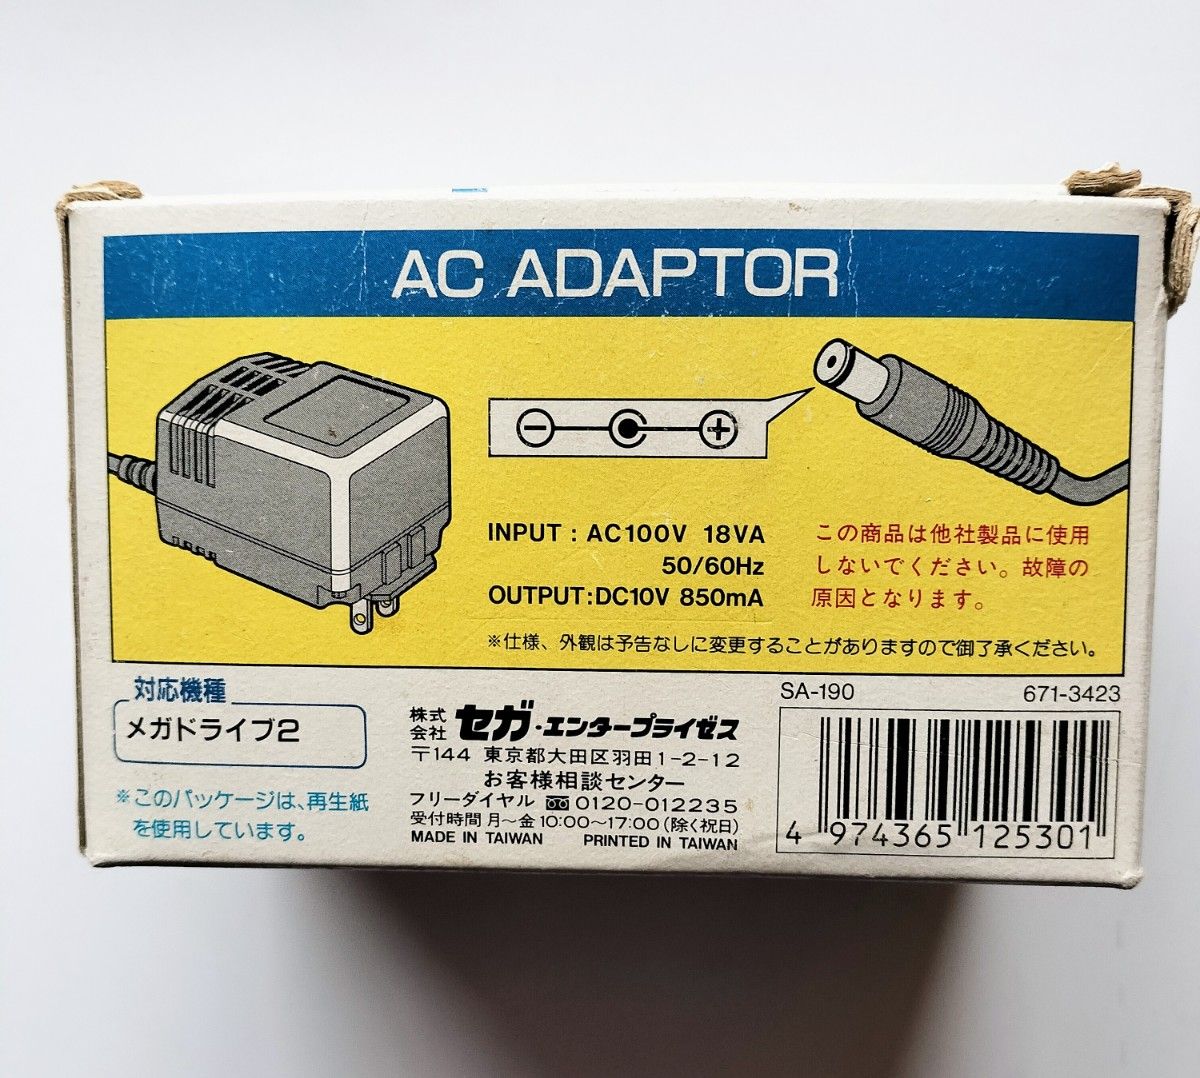 AC ADAPTOR
INPUT : AC100V 18VA
50/60Hz
OUTPUT:DC10V 850mA
この商品は他社製品に使用
しないでください。故障の
原因となります。
※仕様、外観は予告なしに変更することがありますので御了承ください。
対応機種
メガドライブ2
※このパッケージは、再生紙
を使用しています。
株式会社 セガ・エンタープライゼス
〒144 東京都大田区羽田1-2-12
お客様相談センター
フリーダイヤル 0120-012235
受付時間 月〜金 10:00〜17:00 (除く祝日)
MADE IN TAIWAN PRINTED IN TAIWAN
SA-190 671-3423
4 974365 125301